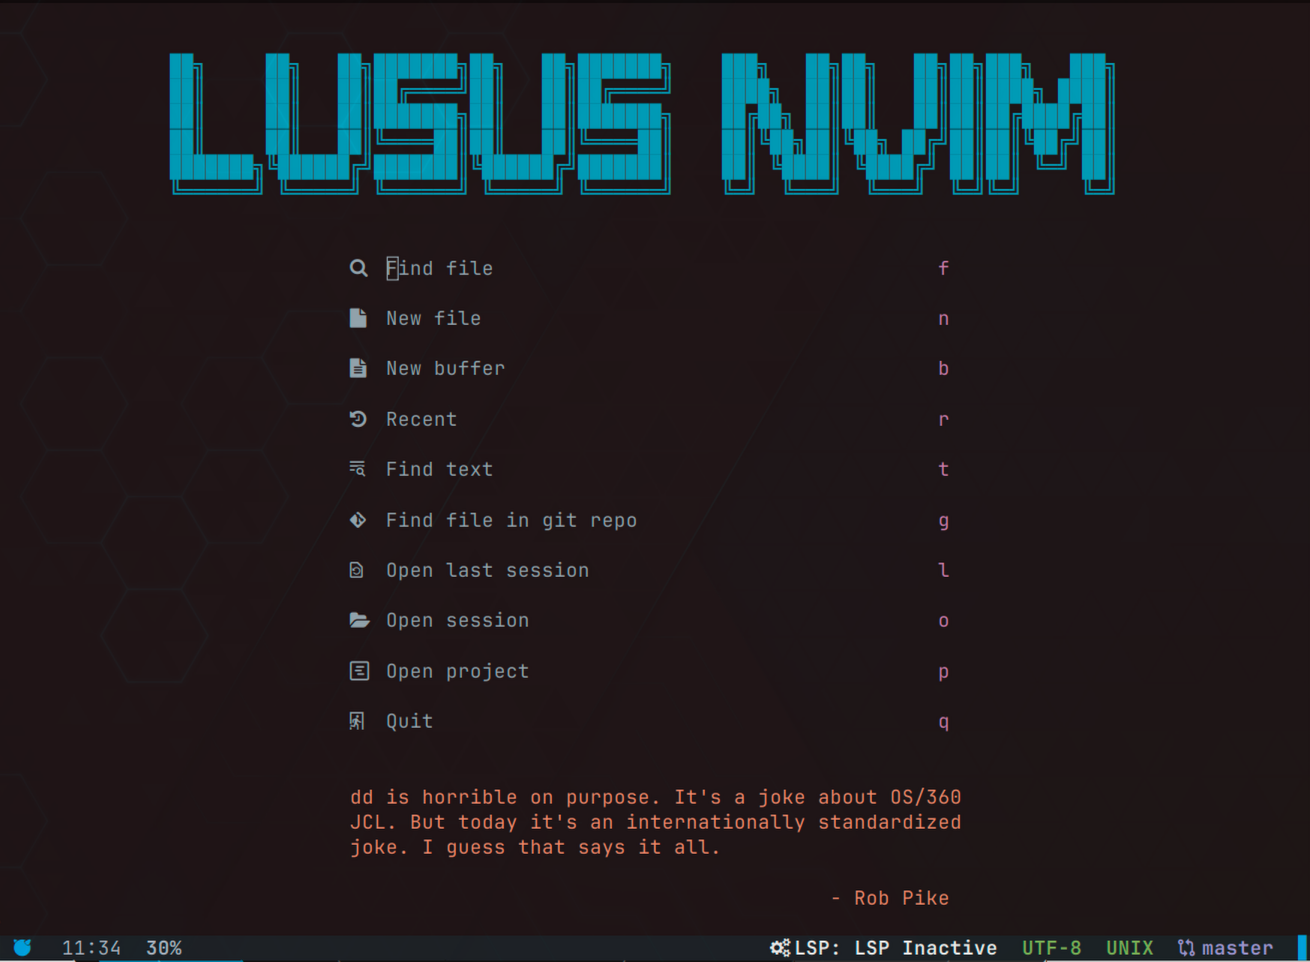 LUSUS NVIM
Find file f
New file n
New buffer b
Recent r
Find text t
Find file in git repo g
Open last session l
Open session o
Open project p
Quit q
dd is horrible on purpose. It's a joke about OS/360
JCL. But today it's an internationally standardized
joke. I guess that says it all.
- Rob Pike
11:34 30% LSP: LSP Inactive UTF-8 UNIX master